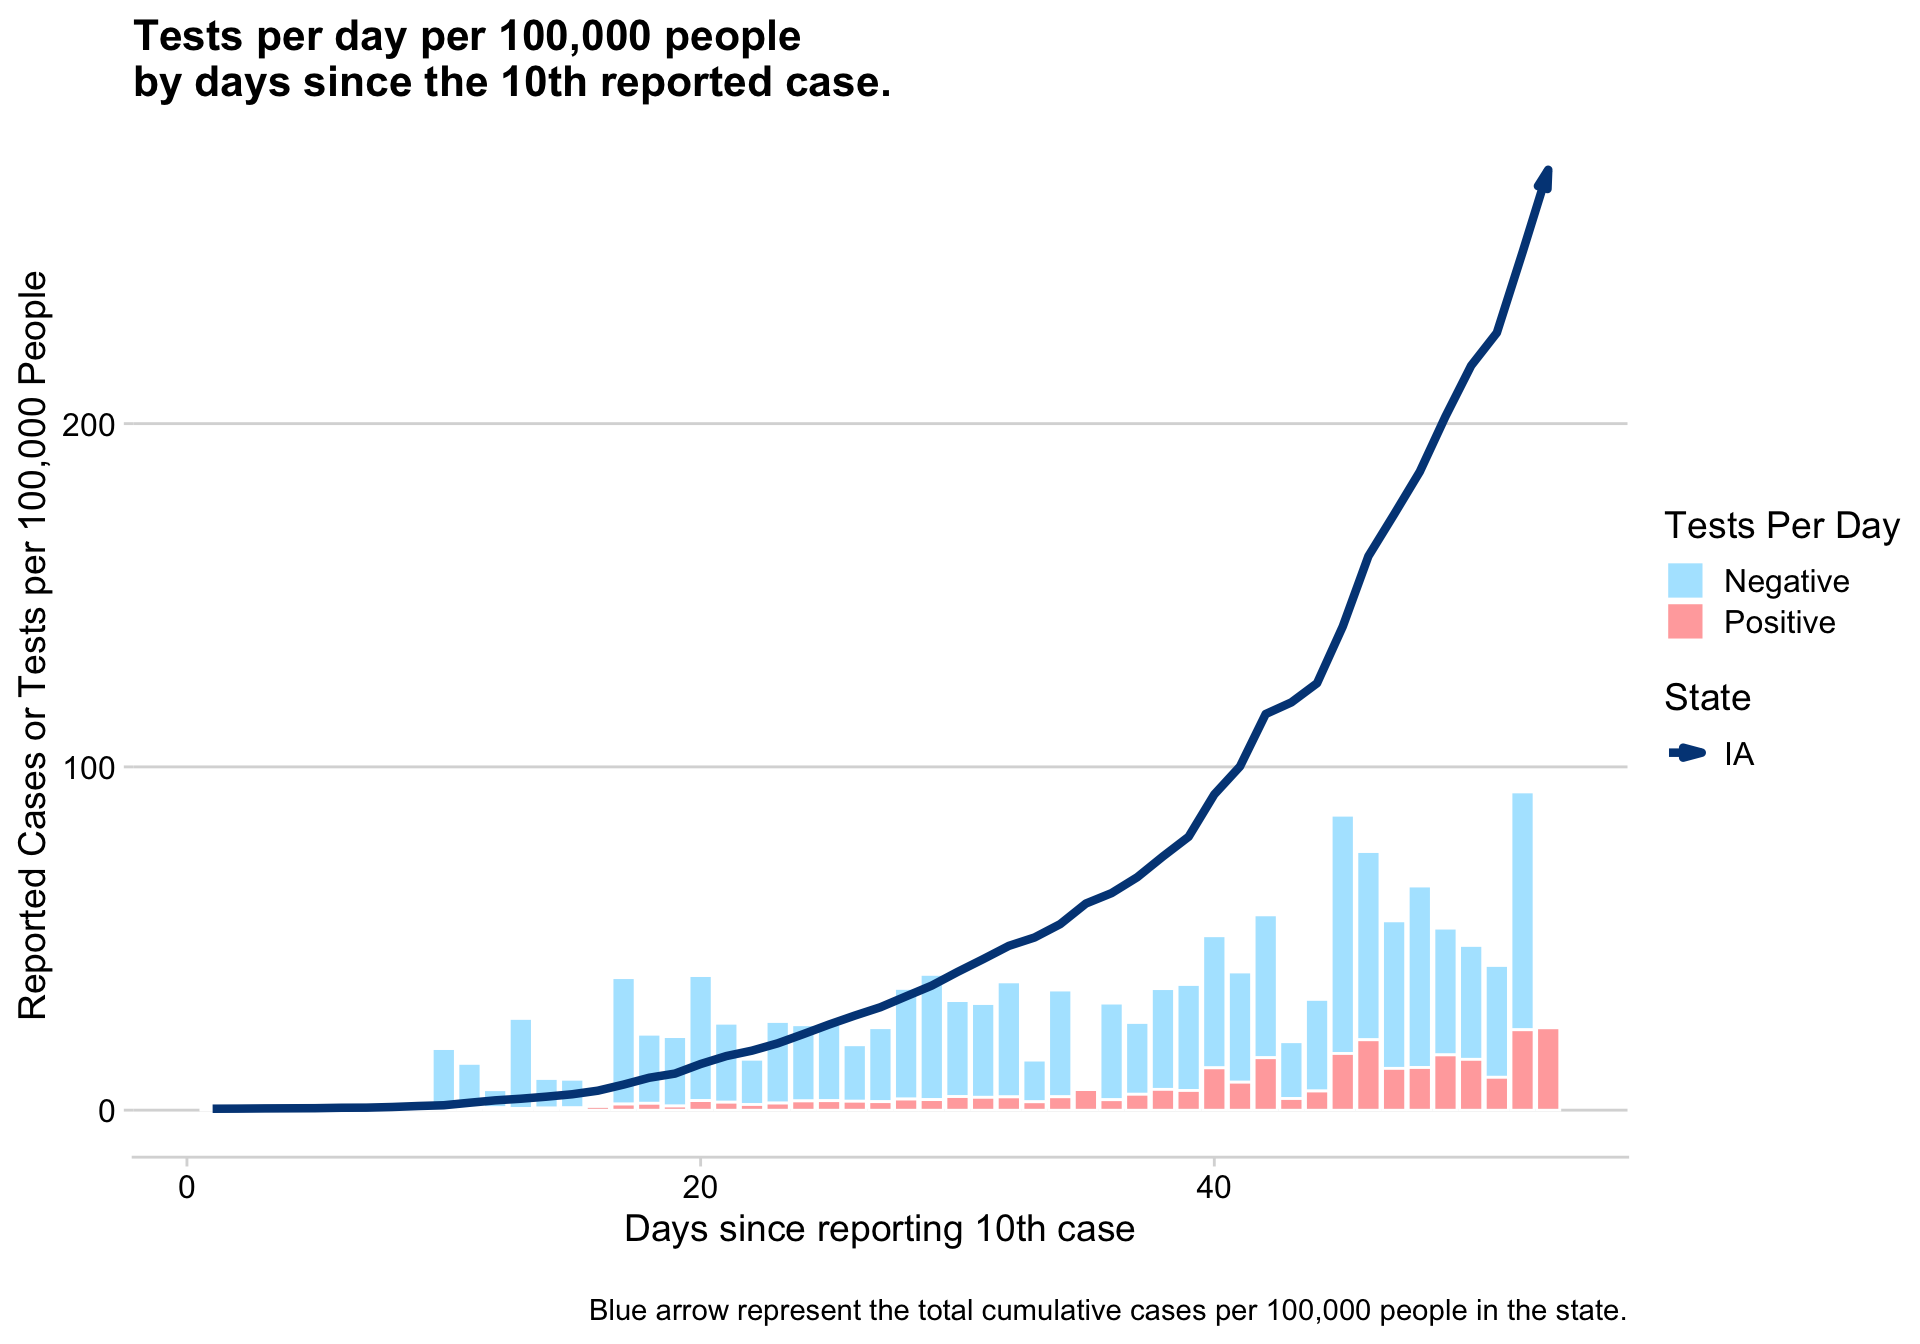 Tests per day per 100,000 people
by days since the 10th reported case.
Reported Cases or Tests per 100,000 People
200
100
0
0
20
40
Days since reporting 10th case
Tests Per Day
Negative
Positive
State
IA
Blue arrow represent the total cumulative cases per 100,000 people in the state.